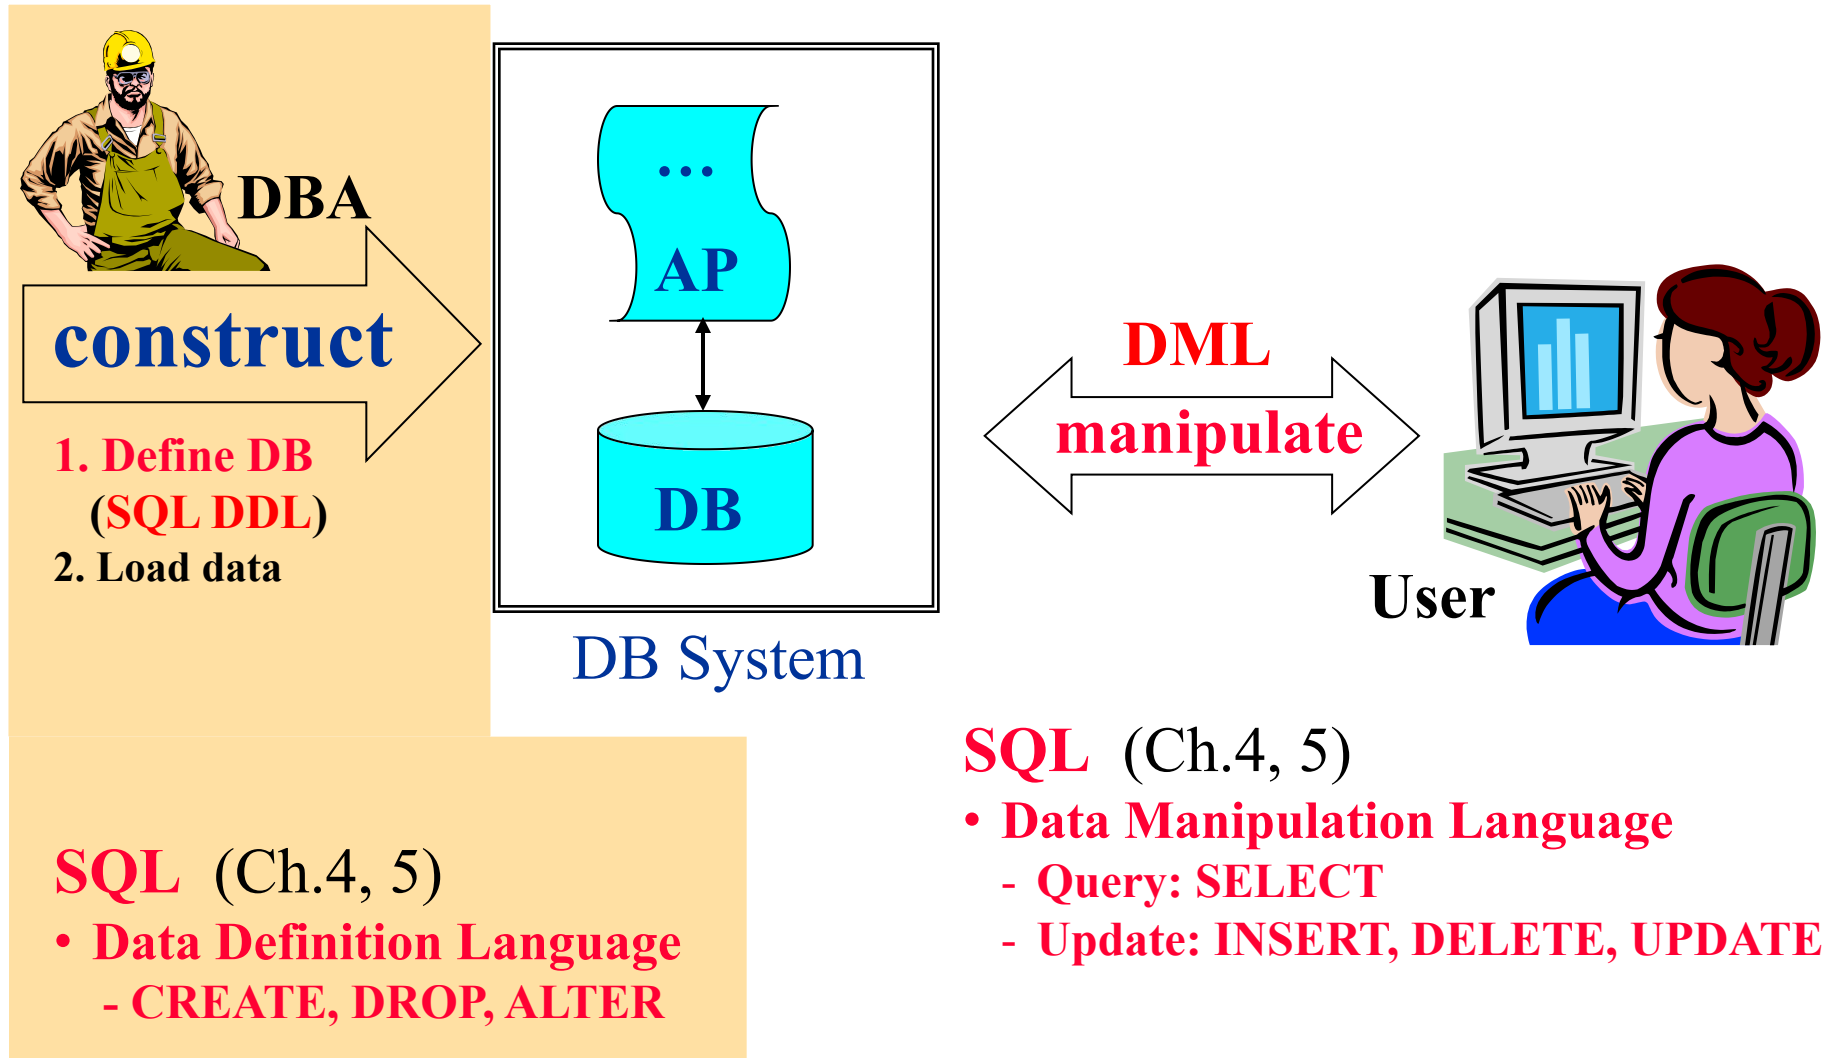 DBA
construct
1. Define DB
(SQL DDL)
2. Load data
...
AP
DB
DB System
DML
manipulate
User
SQL (Ch.4, 5)
• Data Definition Language
- CREATE, DROP, ALTER
SQL (Ch.4, 5)
• Data Manipulation Language
- Query: SELECT
- Update: INSERT, DELETE, UPDATE